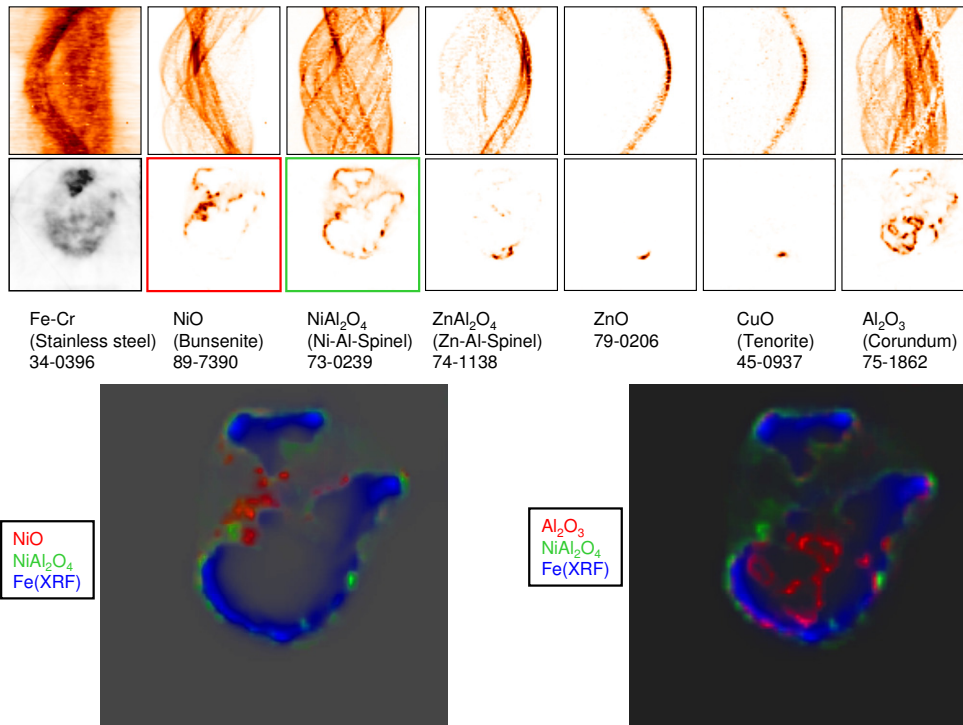 Fe-Cr
(Stainless steel)
34-0396
NiO
(Bunsenite)
89-7390
NiAl₂O₄
(Ni-Al-Spinel)
73-0239
ZnAl₂O₄
(Zn-Al-Spinel)
74-1138
ZnO
79-0206
CuO
(Tenorite)
45-0937
Al₂O₃
(Corundum)
75-1862
NiO
NiAl₂O₄
Fe(XRF)
Al₂O₃
NiAl₂O₄
Fe(XRF)